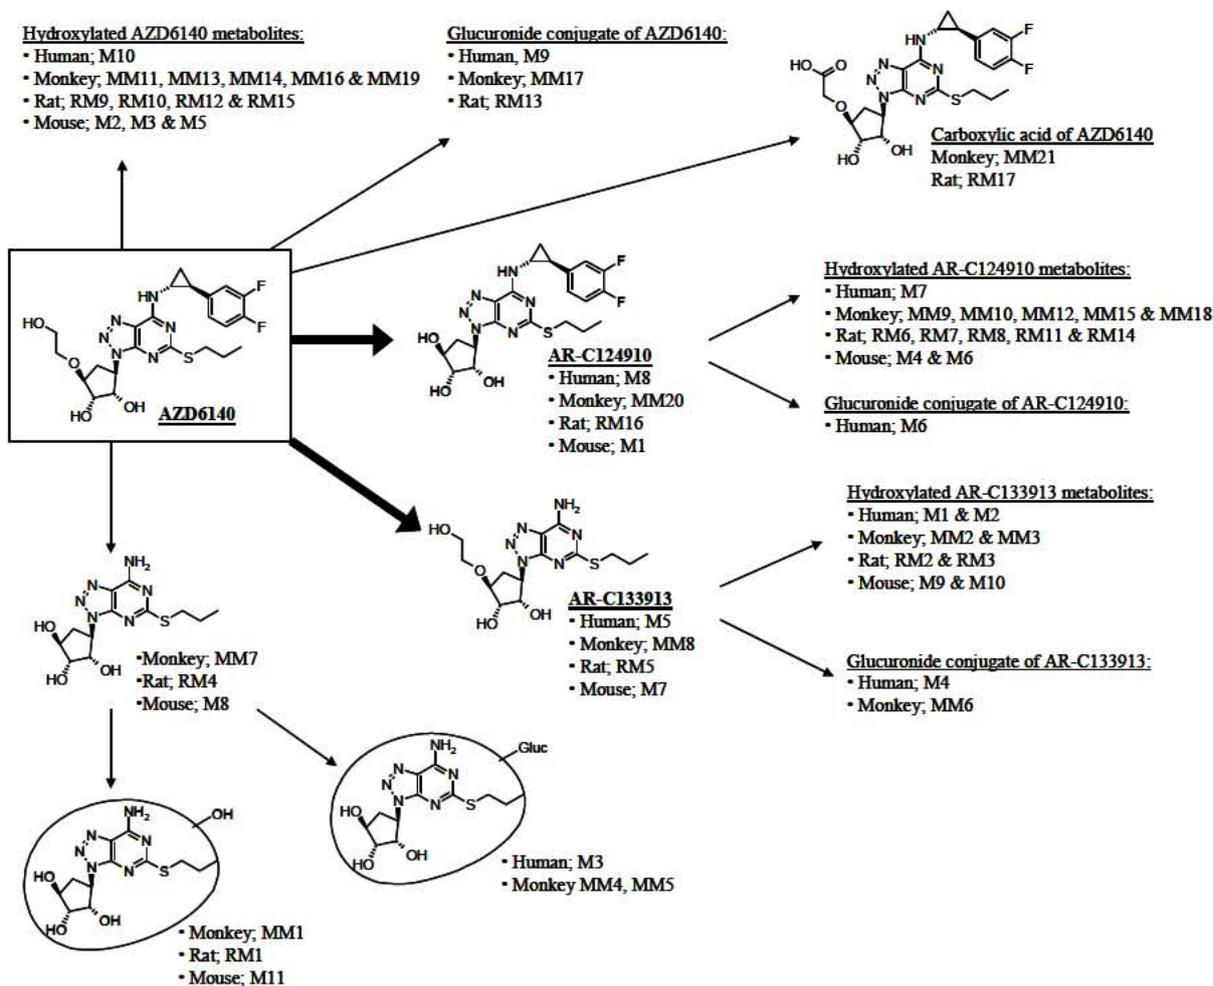 Hydroxylated AZD6140 metabolites:
• Human; M10
• Monkey; MM11, MM13, MM14, MM16 & MM19
• Rat; RM9, RM10, RM12 & RM15
• Mouse; M2, M3 & M5
Glucuronide conjugate of AZD6140:
• Human, M9
• Monkey; MM17
• Rat; RM13
HO
O
O
HO
OH
N
N
N
N
N
HN
S
F
F
Carboxylic acid of AZD6140
Monkey; MM21
Rat; RM17
HO
O
HO
OH
N
N
N
N
N
HN
S
F
F
AZD6140
HO
HO
OH
N
N
N
N
N
HN
S
F
F
AR-C124910
• Human; M8
• Monkey; MM20
• Rat; RM16
• Mouse; M1
Hydroxylated AR-C124910 metabolites:
• Human; M7
• Monkey; MM9, MM10, MM12, MM15 & MM18
• Rat; RM6, RM7, RM8, RM11 & RM14
• Mouse; M4 & M6
Glucuronide conjugate of AR-C124910:
• Human; M6
HO
O
HO
OH
N
N
N
N
N
NH2
S
AR-C133913
• Human; M5
• Monkey; MM8
• Rat; RM5
• Mouse; M7
Hydroxylated AR-C133913 metabolites:
• Human; M1 & M2
• Monkey; MM2 & MM3
• Rat; RM2 & RM3
• Mouse; M9 & M10
Glucuronide conjugate of AR-C133913:
• Human; M4
• Monkey; MM6
NH2
N
N
N
N
N
S
HO
HO
OH
•Monkey; MM7
•Rat; RM4
•Mouse; M8
NH2
Gluc
N
N
N
N
N
S
HO
HO
OH
• Human; M3
• Monkey MM4, MM5
NH2
OH
N
N
N
N
N
S
HO
HO
OH
• Monkey; MM1
• Rat; RM1
• Mouse; M11